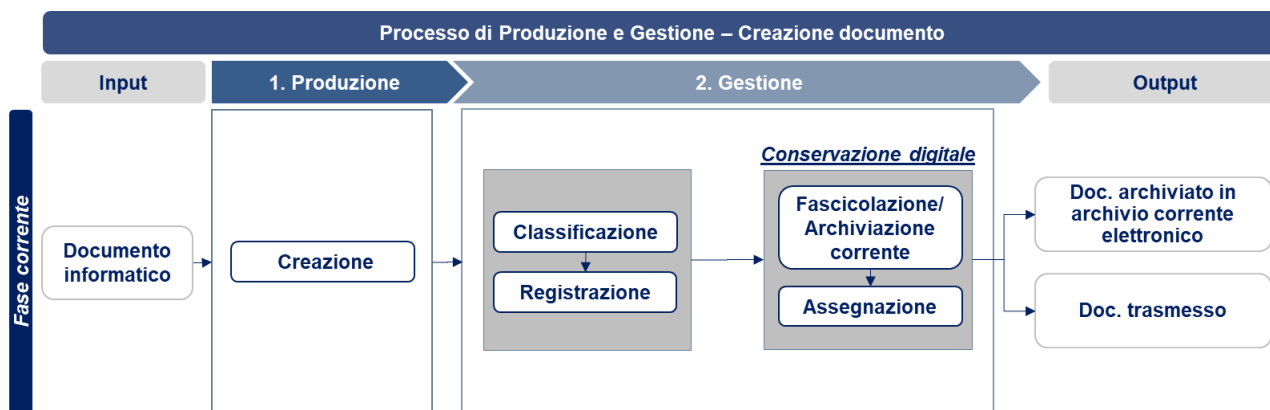 Processo di Produzione e Gestione – Creazione documento
Input
1. Produzione
2. Gestione
Output
Fase corrente
Documento
informatico
Creazione
Classificazione
Registrazione
Conservazione digitale
Fascicolazione/
Archiviazione
corrente
Assegnazione
Doc. archiviato in
archivio corrente
elettronico
Doc. trasmesso